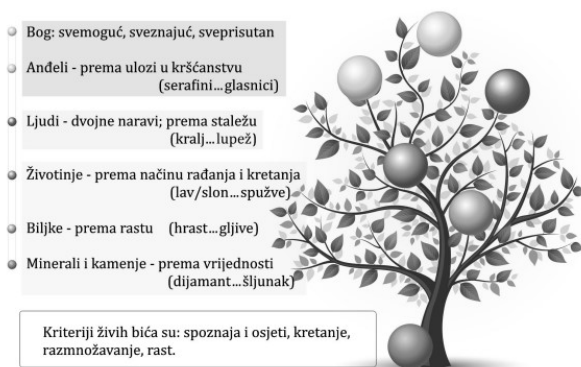 Bog: svemoguć, sveznajuć, sveprisutan
Anđeli - prema ulozi u kršćanstvu
(serafini...glasnici)
Ljudi - dvojne naravi; prema staležu
(kralj...lupež)
Životinje - prema načinu rađanja i kretanja
(lav/slon...spužve)
Biljke - prema rastu (hrast...gljive)
Minerali i kamenje - prema vrijednosti
(dijamant...šljunak)
Kriteriji živih bića su: spoznaja i osjeti, kretanje,
razmnožavanje, rast.